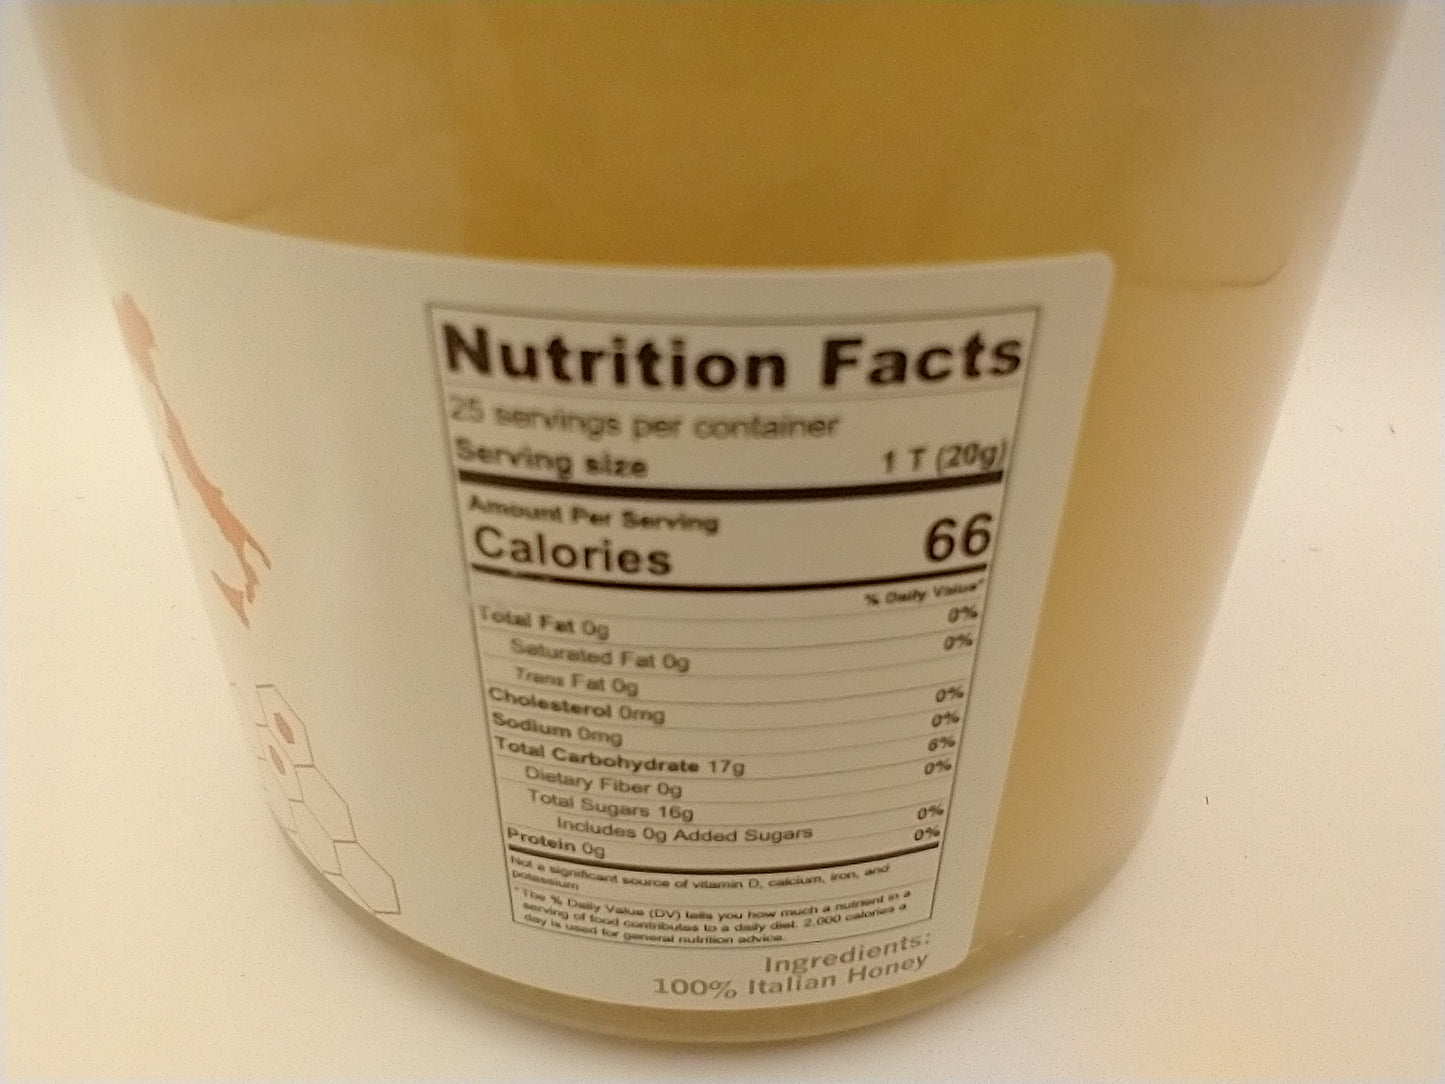 Nutrition Facts
25 servings per container
Serving size 1 T (20g)
Amount Per Serving
Calories 66
% Daily Value*
Total Fat 0g 0%
Saturated Fat 0g 0%
Trans Fat 0g
Cholesterol 0mg 0%
Sodium 0mg 0%
Total Carbohydrate 17g 6%
Dietary Fiber 0g 0%
Total Sugars 16g
Includes 0g Added Sugars 0%
Protein 0g 0%
Not a significant source of vitamin D, calcium, iron, and
potassium
*The % Daily Value (DV) tells you how much a nutrient in a
serving of food contributes to a daily diet. 2,000 calories a
day is used for general nutrition advice.
Ingredients:
100% Italian Honey